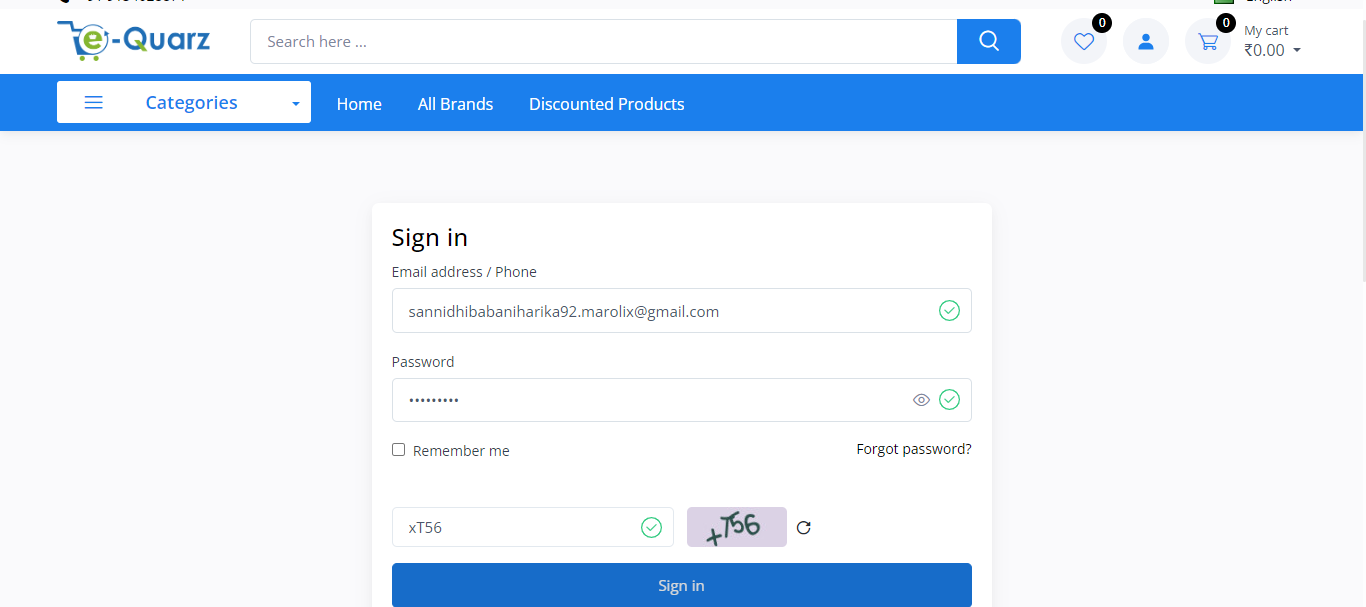 English
e-Quarz
Search here ...
0
0
My cart
₹0.00
Categories
Home
All Brands
Discounted Products
Sign in
Email address / Phone
sannidhibabaniharika92.marolix@gmail.com
Password
•••••••••
Remember me
Forgot password?
xT56
xT56
Sign in